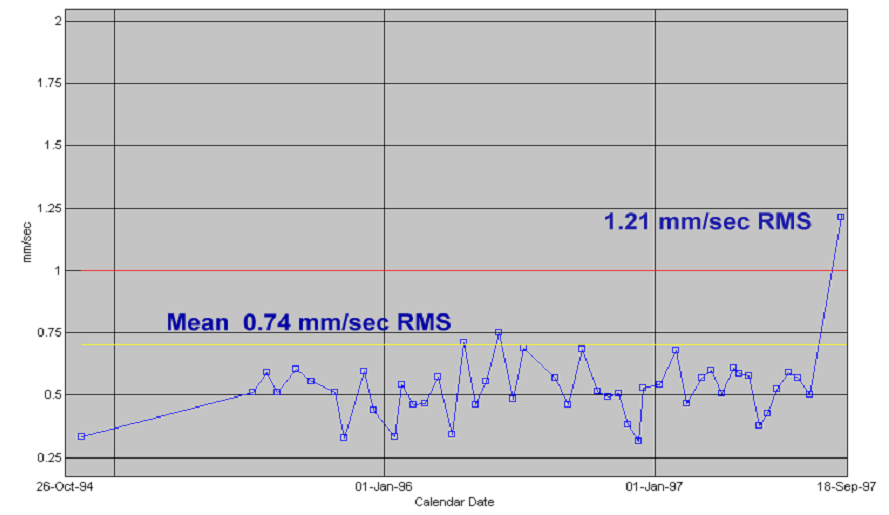 2
1.75
1.5
1.25
1.21 mm/sec RMS
mm/sec
1
Mean 0.74 mm/sec RMS
0.75
0.5
0.25
26-Oct-94 01-Jan-96 01-Jan-97 18-Sep-97
Calendar Date